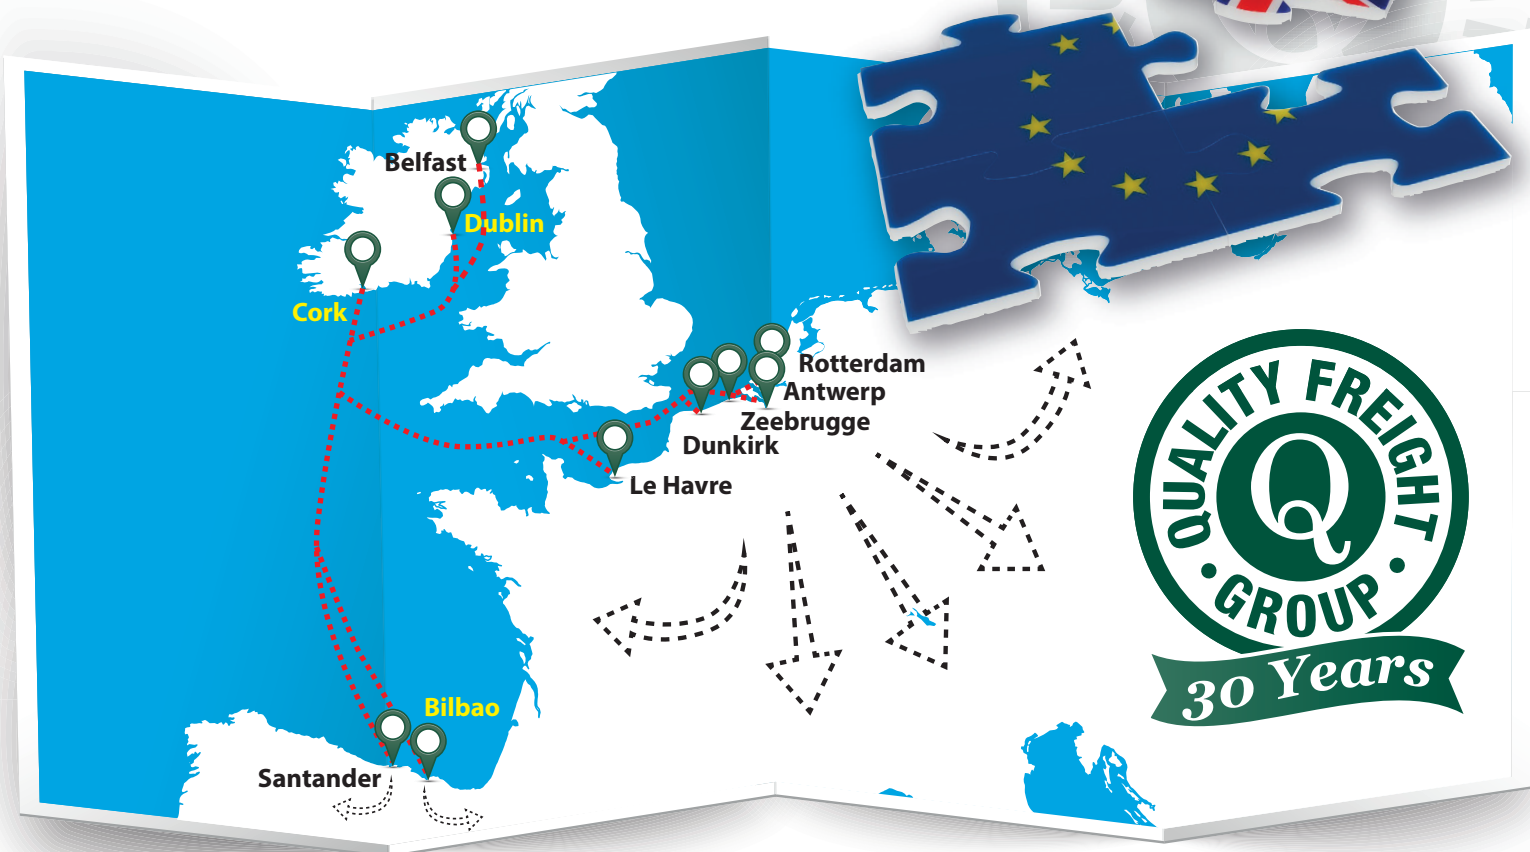 Belfast
Dublin
Cork
Rotterdam
Antwerp
Zeebrugge
Dunkirk
Le Havre
Bilbao
Santander
QUALITY FREIGHT
Q
• GROUP •
30 Years